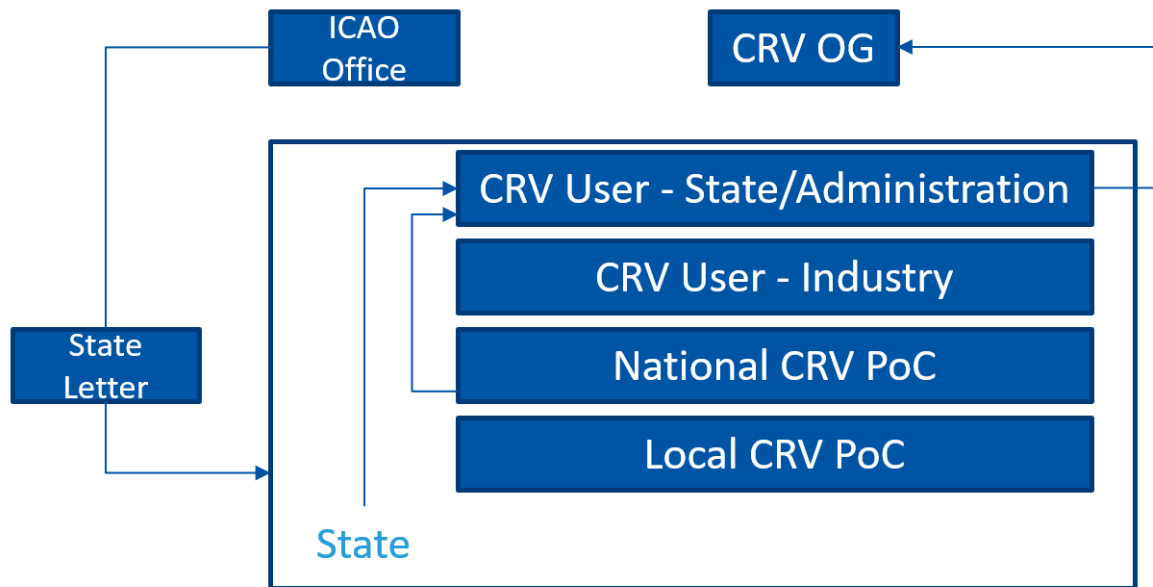 ICAO
Office
CRV OG
CRV User - State/Administration
CRV User - Industry
State
Letter
National CRV PoC
Local CRV PoC
State